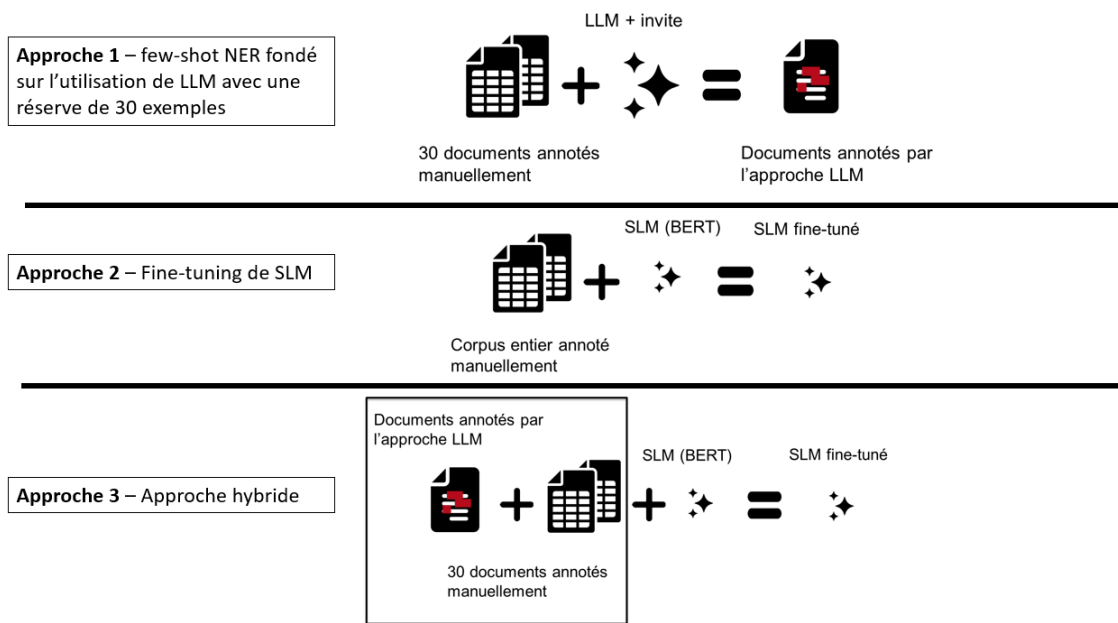 LLM + invite
Approche 1 – few-shot NER fondé
sur l'utilisation de LLM avec une
réserve de 30 exemples
30 documents annotés
manuellement
Documents annotés par
l'approche LLM
SLM (BERT)
SLM fine-tuné
Approche 2 – Fine-tuning de SLM
Corpus entier annoté
manuellement
Documents annotés par
l'approche LLM
SLM (BERT)
SLM fine-tuné
Approche 3 – Approche hybride
30 documents annotés
manuellement